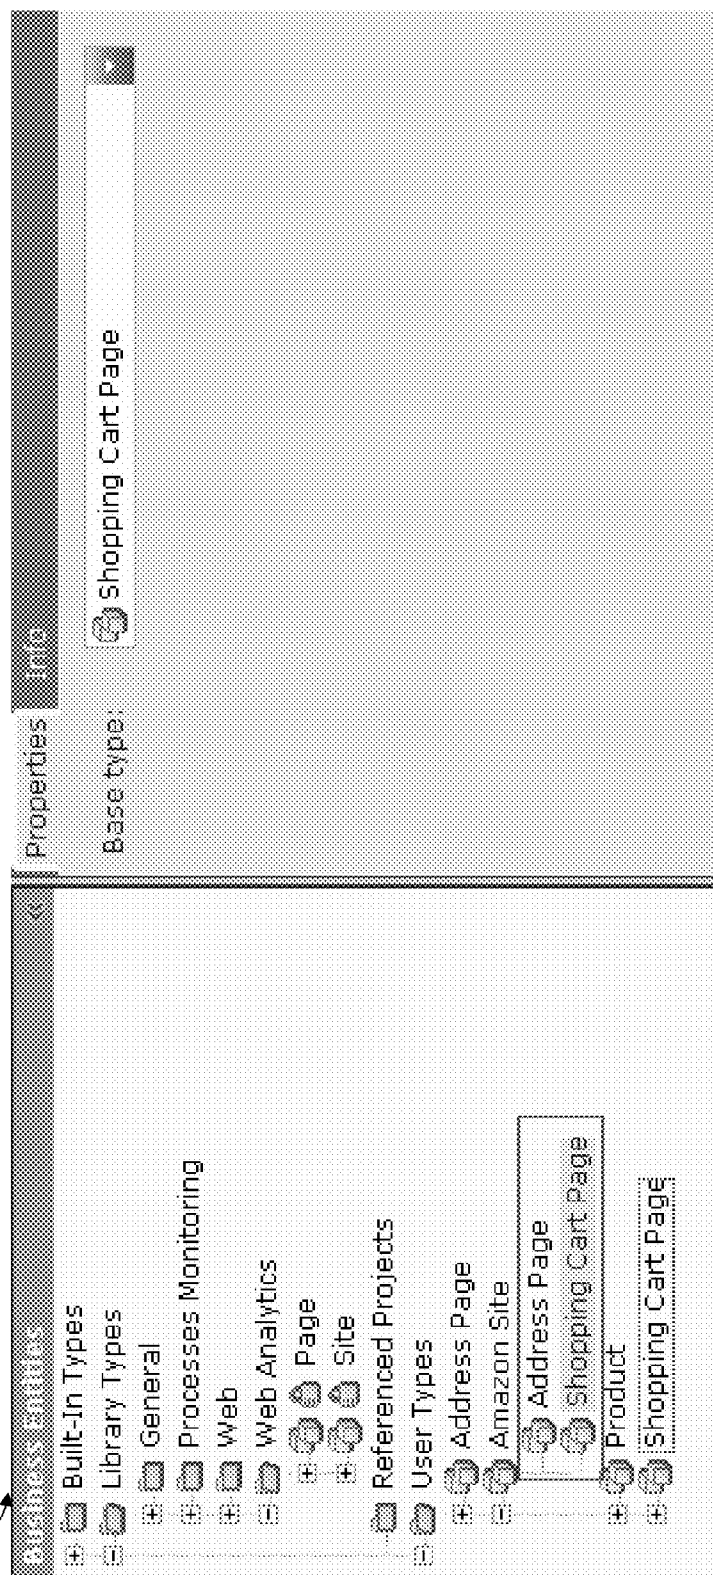 Business Entities
Built-In Types
Library Types
General
Processes Monitoring
Web
Web Analytics
Page
Site
Referenced Projects
User Types
Address Page
Amazon Site
Address Page
Shopping Cart Page
Product
Shopping Cart Page
Properties Info
Base type: Shopping Cart Page